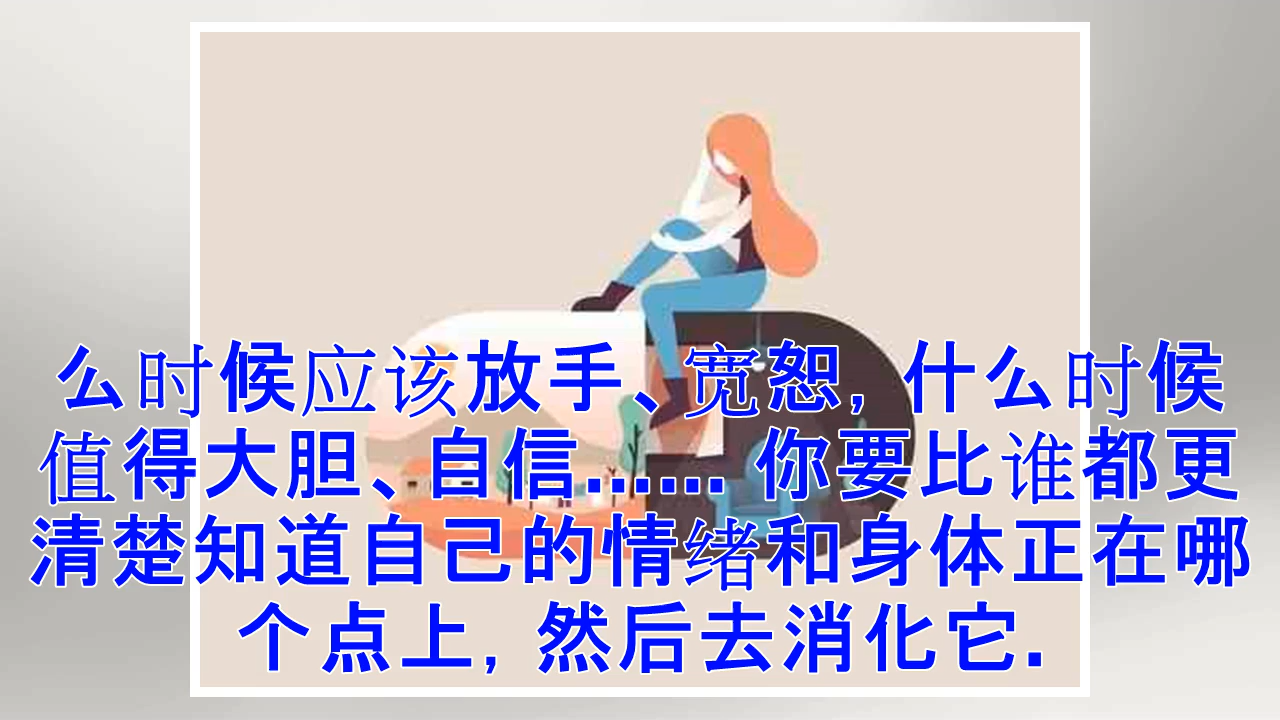 么时候应该放手、宽恕, 什么时候
值得大胆、自信...... 你要比谁都更
清楚知道自己的情绪和身体正在哪
个点上, 然后去消化它.